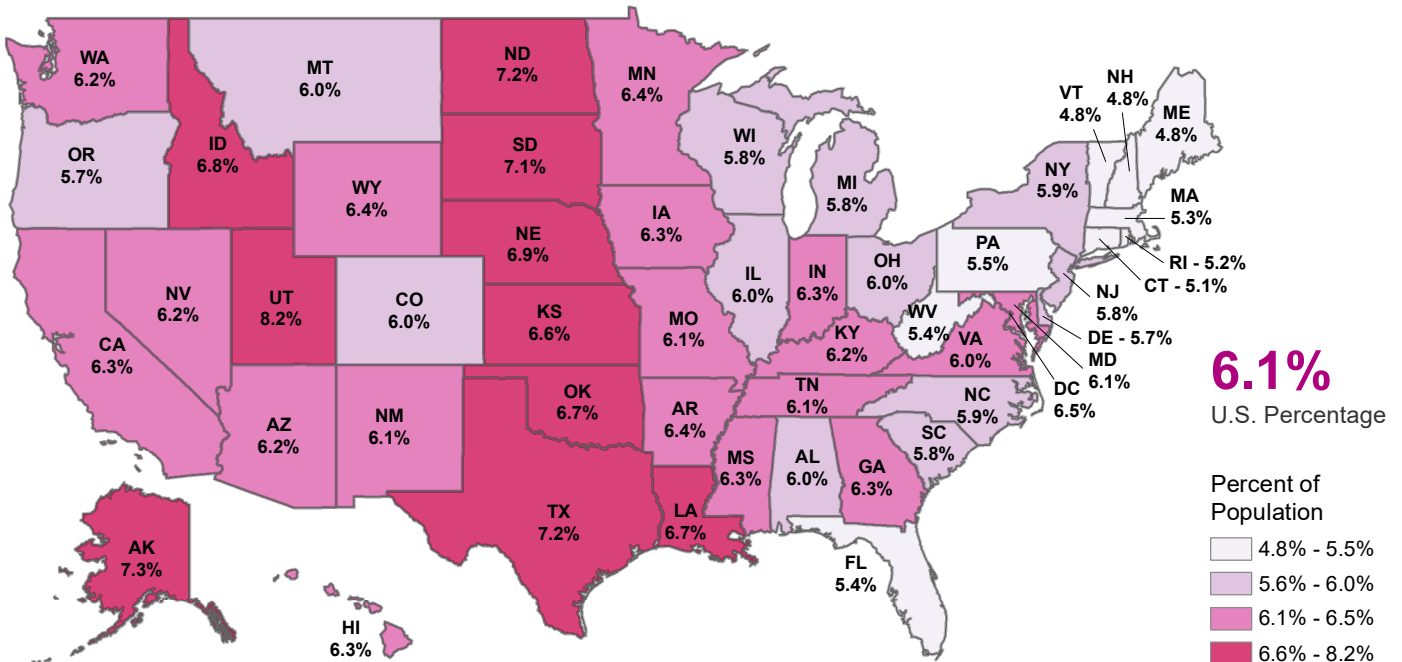 WA
6.2%
MT
6.0%
ND
7.2%
MN
6.4%
VT
4.8%
NH
4.8%
ME
4.8%
OR
5.7%
ID
6.8%
SD
7.1%
WI
5.8%
WY
6.4%
MI
5.8%
NY
5.9%
MA
5.3%
IA
6.3%
NE
6.9%
PA
5.5%
RI - 5.2%
CT - 5.1%
NV
6.2%
UT
8.2%
CO
6.0%
IL
6.0%
IN
6.3%
OH
6.0%
NJ
5.8%
KS
6.6%
MO
6.1%
WV
5.4%
KY
6.2%
VA
6.0%
DE - 5.7%
MD
6.1%
DC
6.5%
CA
6.3%
6.1%
U.S. Percentage
AZ
6.2%
NM
6.1%
OK
6.7%
AR
6.4%
TN
6.1%
NC
5.9%
SC
5.8%
MS
6.3%
AL
6.0%
GA
6.3%
TX
7.2%
LA
6.7%
FL
5.4%
AK
7.3%
HI
6.3%
Percent of
Population
4.8% - 5.5%
5.6% - 6.0%
6.1% - 6.5%
6.6% - 8.2%